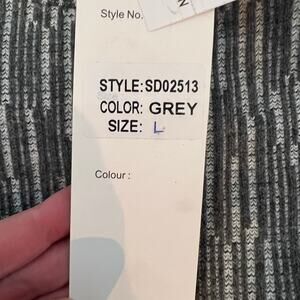 Style No.
STYLE:SD02513
COLOR: GREY
SIZE: L
Colour :